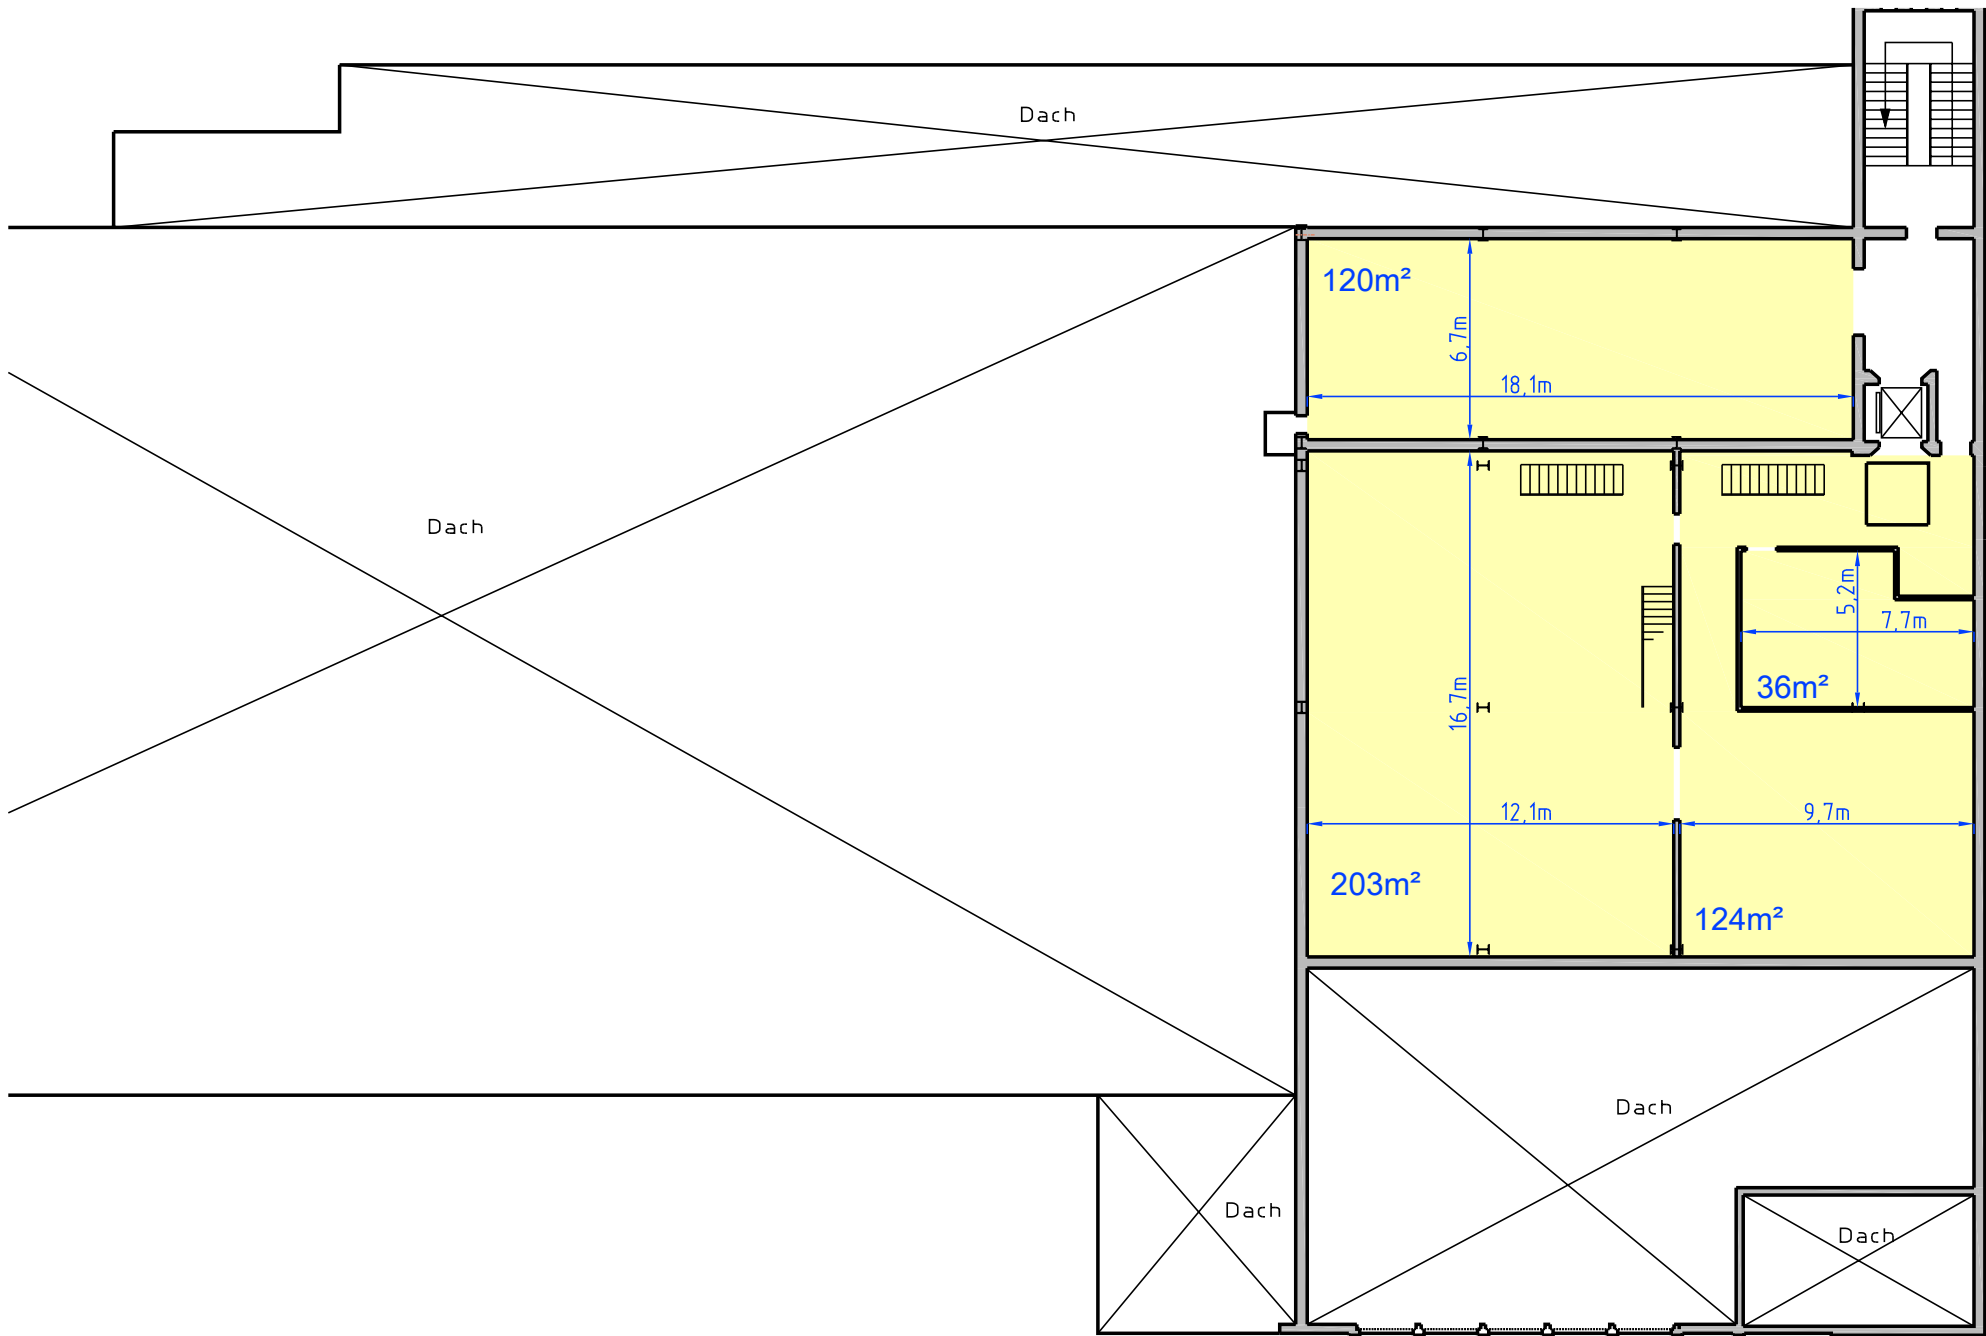 Dach
120m²
6,7m
18,1m
Dach
5,2m
7,7m
36m²
16,7m
12,1m
9,7m
203m²
124m²
Dach
Dach
Dach